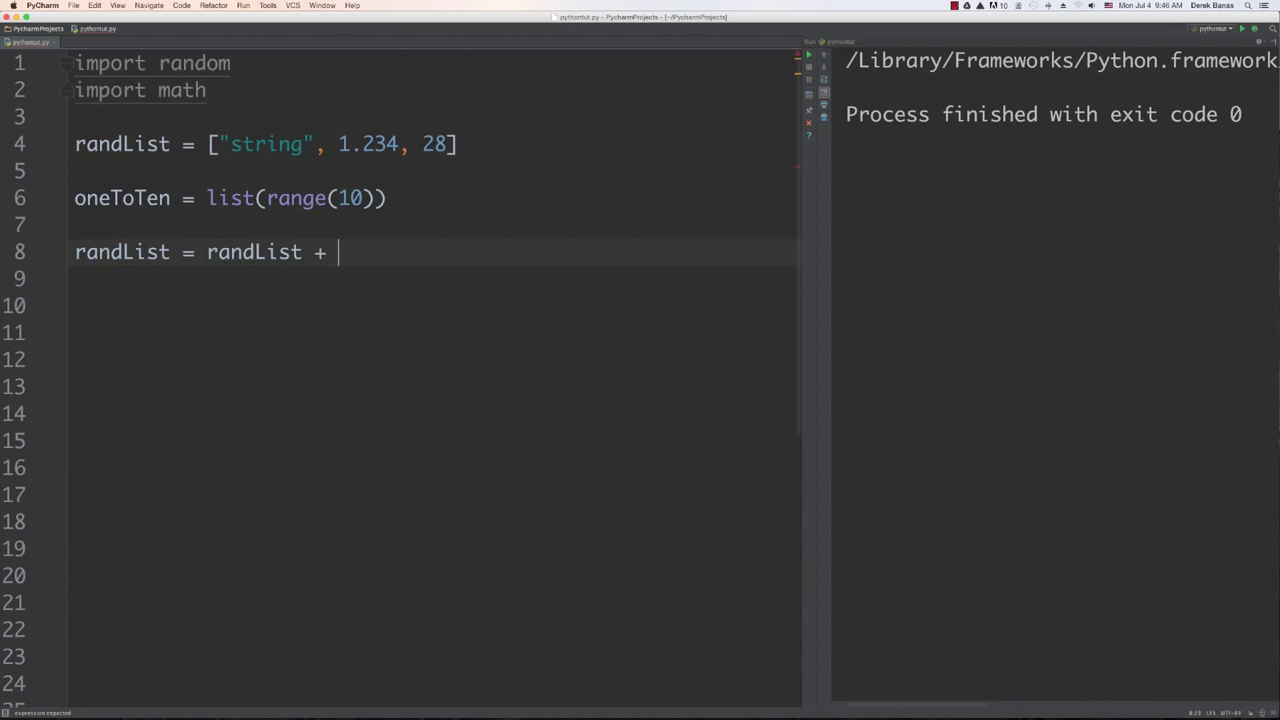 PyCharm File Edit View Navigate Code Refactor Run Tools VCS Window Help 10 Mon Jul 4 9:46 AM Derek Banas
pythontut.py - PycharmProjects - [~/PycharmProjects]
PycharmProjects pythontut.py pythontut
pythontut.py Run pythontut
1 import random
2 import math
3
4 randList = ["string", 1.234, 28]
5
6 oneToTen = list(range(10))
7
8 randList = randList +
9
10
11
12
13
14
15
16
17
18
19
20
21
22
23
24
/Library/Frameworks/Python.framework
Process finished with exit code 0
expression expected 8:23 LF UTF-8